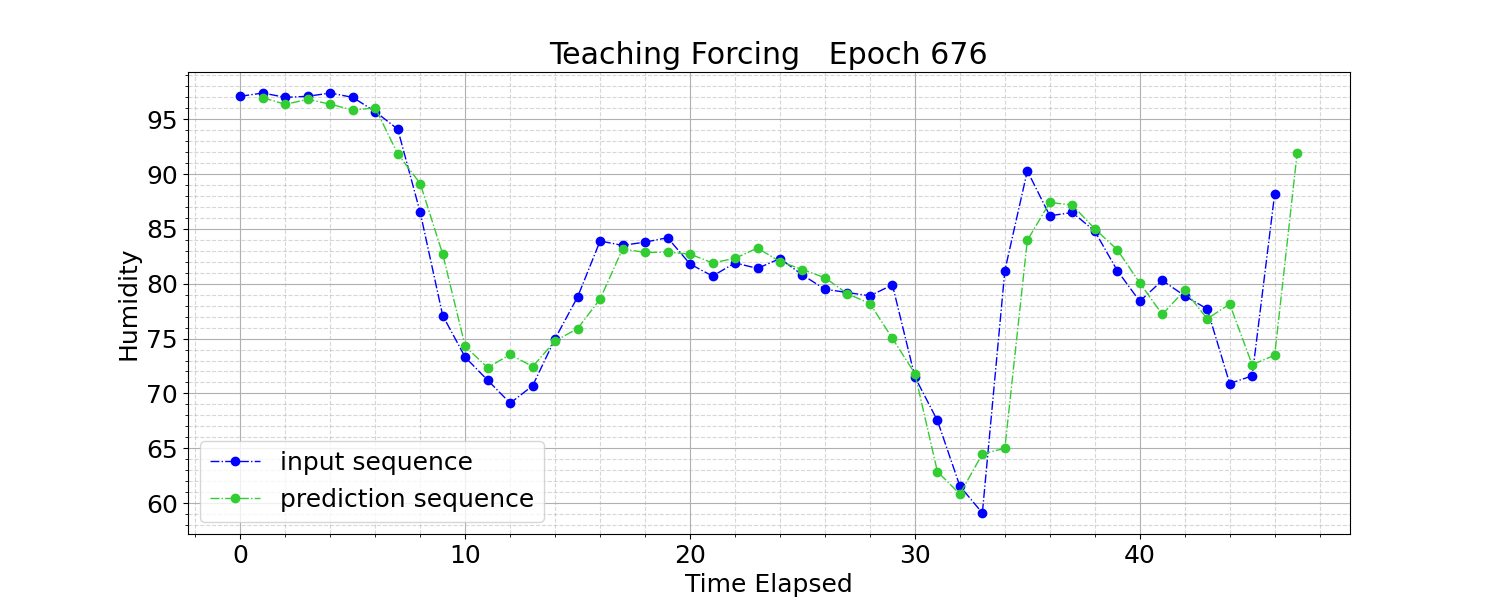 Teaching Forcing   Epoch 676
Humidity
95
90
85
80
75
70
65
60
input sequence
prediction sequence
0 10 20 30 40
Time Elapsed